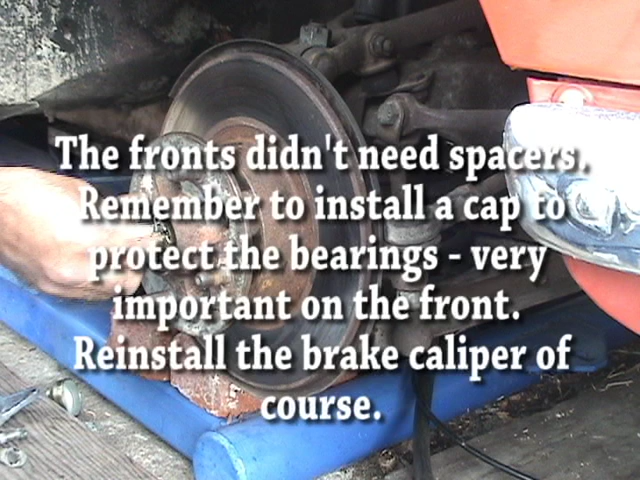 The fronts didn't need spacers.
Remember to install a cap to
protect the bearings - very
important on the front.
Reinstall the brake caliper of
course.